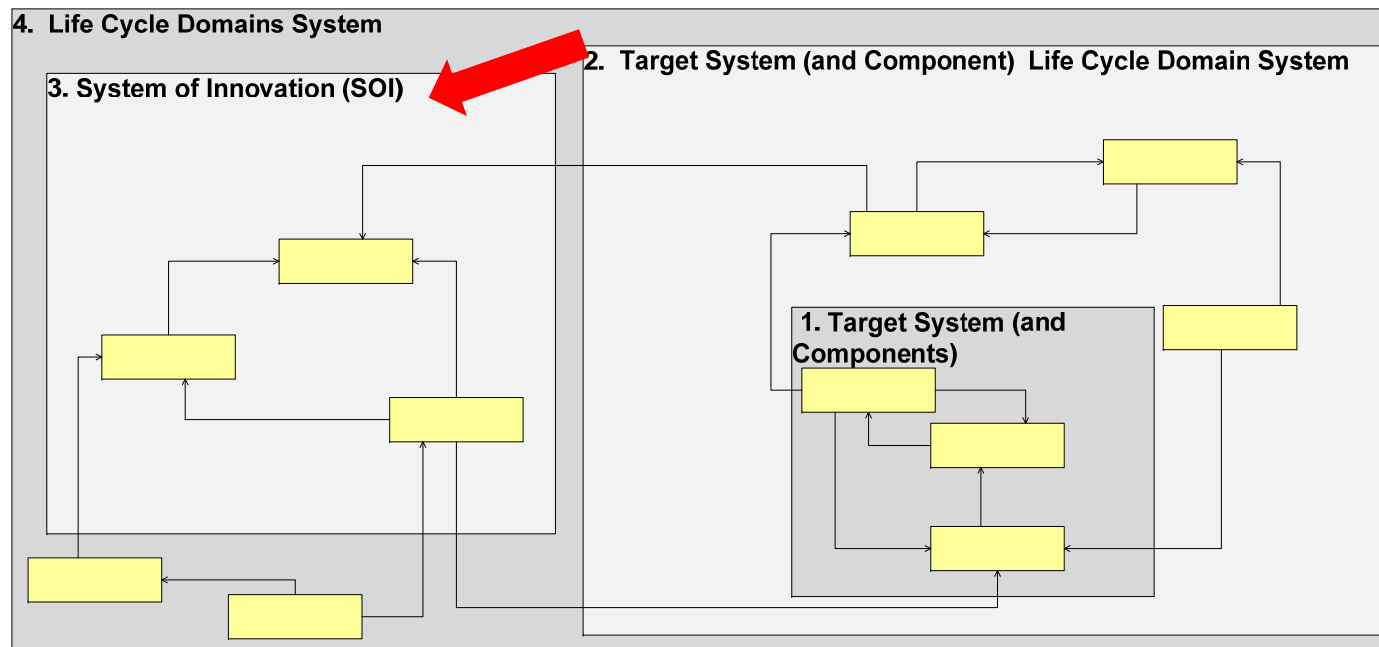 4. Life Cycle Domains System
2. Target System (and Component) Life Cycle Domain System
3. System of Innovation (SOI)
1. Target System (and
Components)